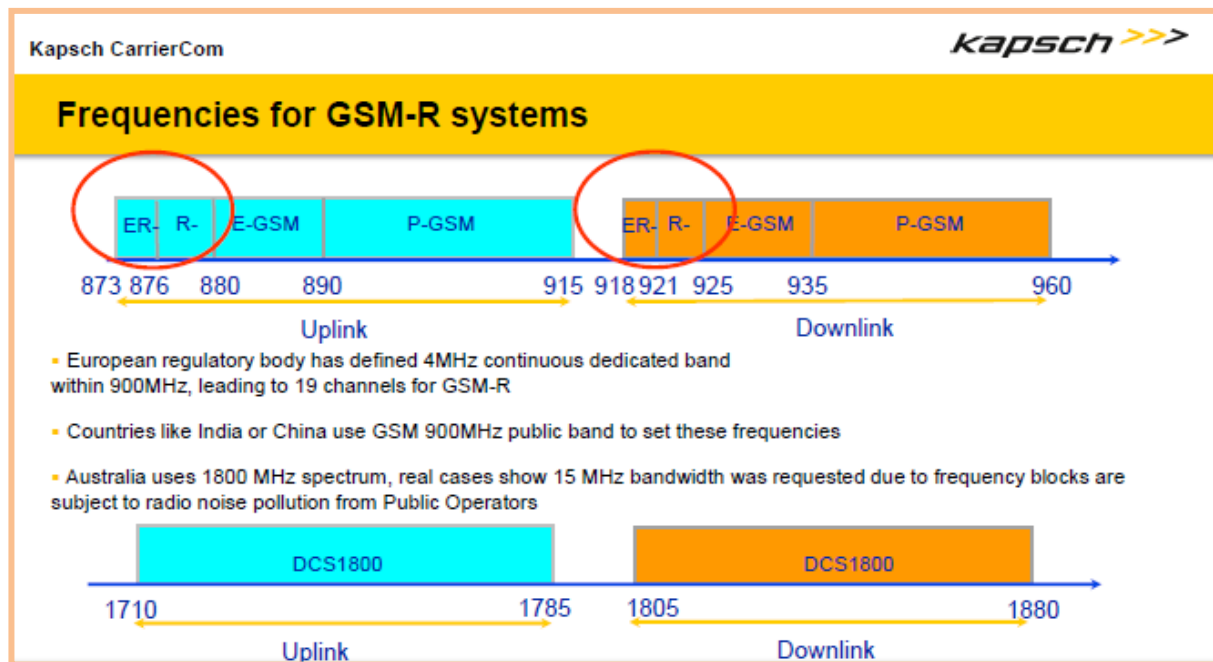 Kapsch CarrierCom
kapsch >>>
Frequencies for GSM-R systems
ER- R- E-GSM P-GSM ER- R- E-GSM P-GSM
873 876 880 890 915 918 921 925 935 960
Uplink Downlink
▪ European regulatory body has defined 4MHz continuous dedicated band
within 900MHz, leading to 19 channels for GSM-R
▪ Countries like India or China use GSM 900MHz public band to set these frequencies
▪ Australia uses 1800 MHz spectrum, real cases show 15 MHz bandwidth was requested due to frequency blocks are
subject to radio noise pollution from Public Operators
DCS1800 DCS1800
1710 1785 1805 1880
Uplink Downlink